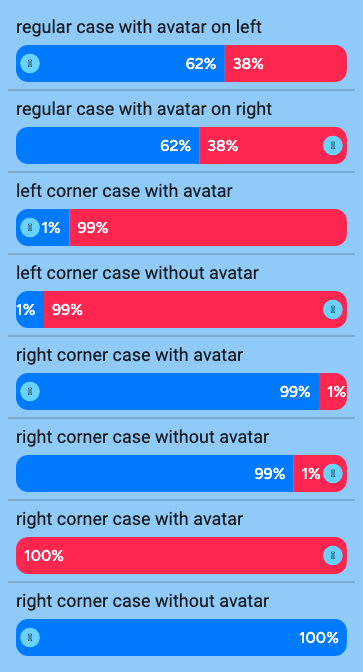 regular case with avatar on left
62% 38%
regular case with avatar on right
62% 38%
left corner case with avatar
1% 99%
left corner case without avatar
1% 99%
right corner case with avatar
99% 1%
right corner case without avatar
99% 1%
right corner case with avatar
100%
right corner case without avatar
100%